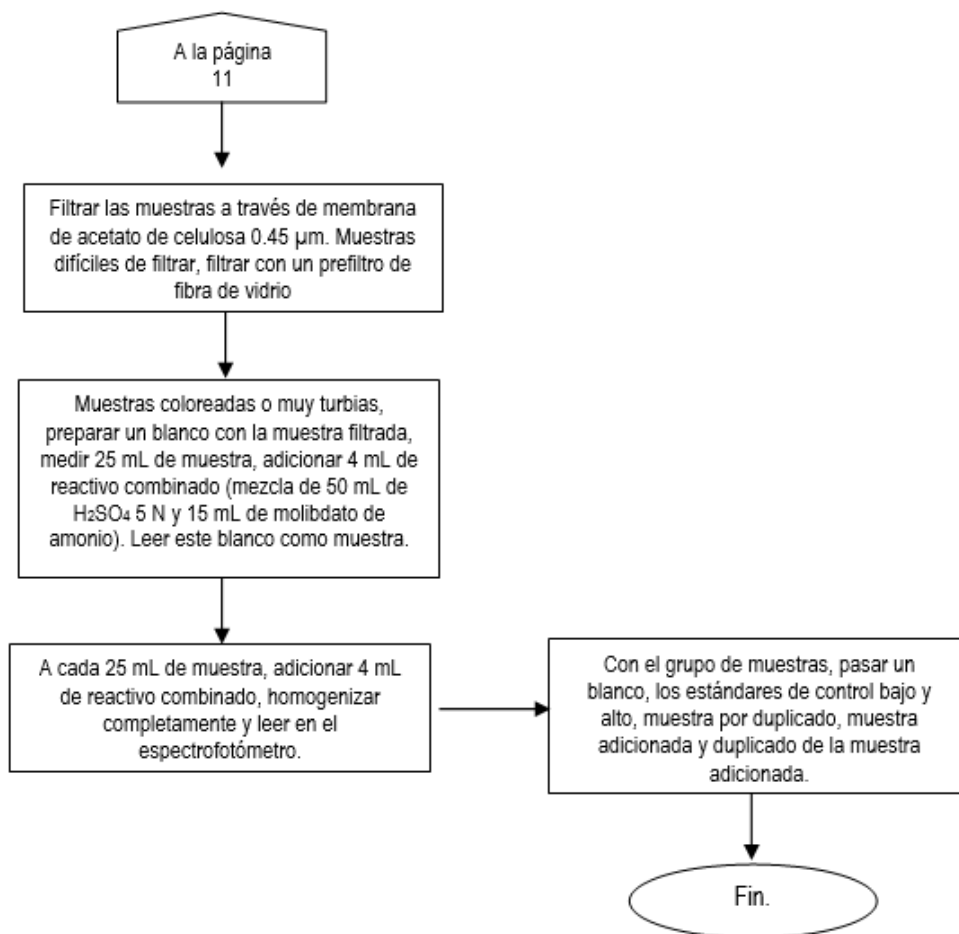 A la página
11
Filtrar las muestras a través de membrana
de acetato de celulosa 0.45 µm. Muestras
difíciles de filtrar, filtrar con un prefiltro de
fibra de vidrio
Muestras coloreadas o muy turbias,
preparar un blanco con la muestra filtrada,
medir 25 mL de muestra, adicionar 4 mL de
reactivo combinado (mezcla de 50 mL de
H₂SO₄ 5 N y 15 mL de molibdato de
amonio). Leer este blanco como muestra.
A cada 25 mL de muestra, adicionar 4 mL
de reactivo combinado, homogenizar
completamente y leer en el
espectrofotómetro.
Con el grupo de muestras, pasar un
blanco, los estándares de control bajo y
alto, muestra por duplicado, muestra
adicionada y duplicado de la muestra
adicionada.
Fin.